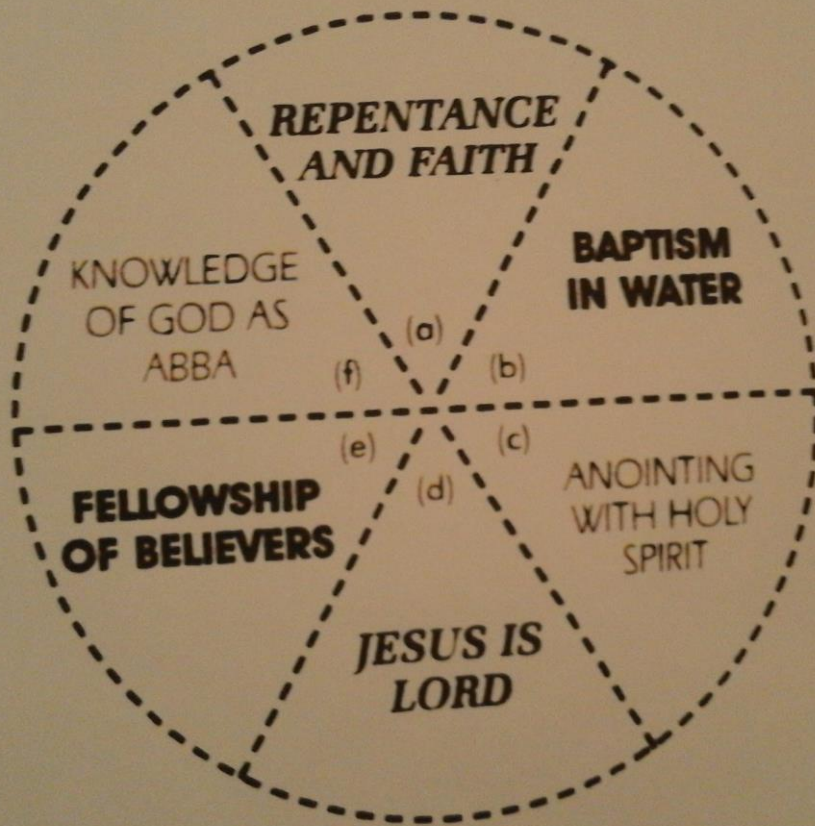 REPENTANCE
AND FAITH
(a)
BAPTISM
IN WATER
(b)
(c)
ANOINTING
WITH HOLY
SPIRIT
(d)
JESUS IS
LORD
(e)
FELLOWSHIP
OF BELIEVERS
KNOWLEDGE
OF GOD AS
ABBA
(f)